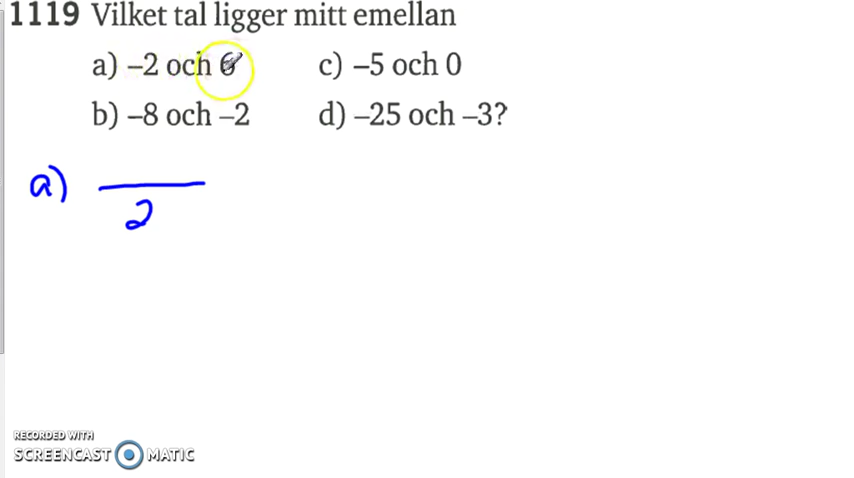 1119 Vilket tal ligger mitt emellan
a) –2 och 6 c) –5 och 0
b) –8 och –2 d) –25 och –3?
a) 2
RECORDED WITH
SCREENCAST MATIC